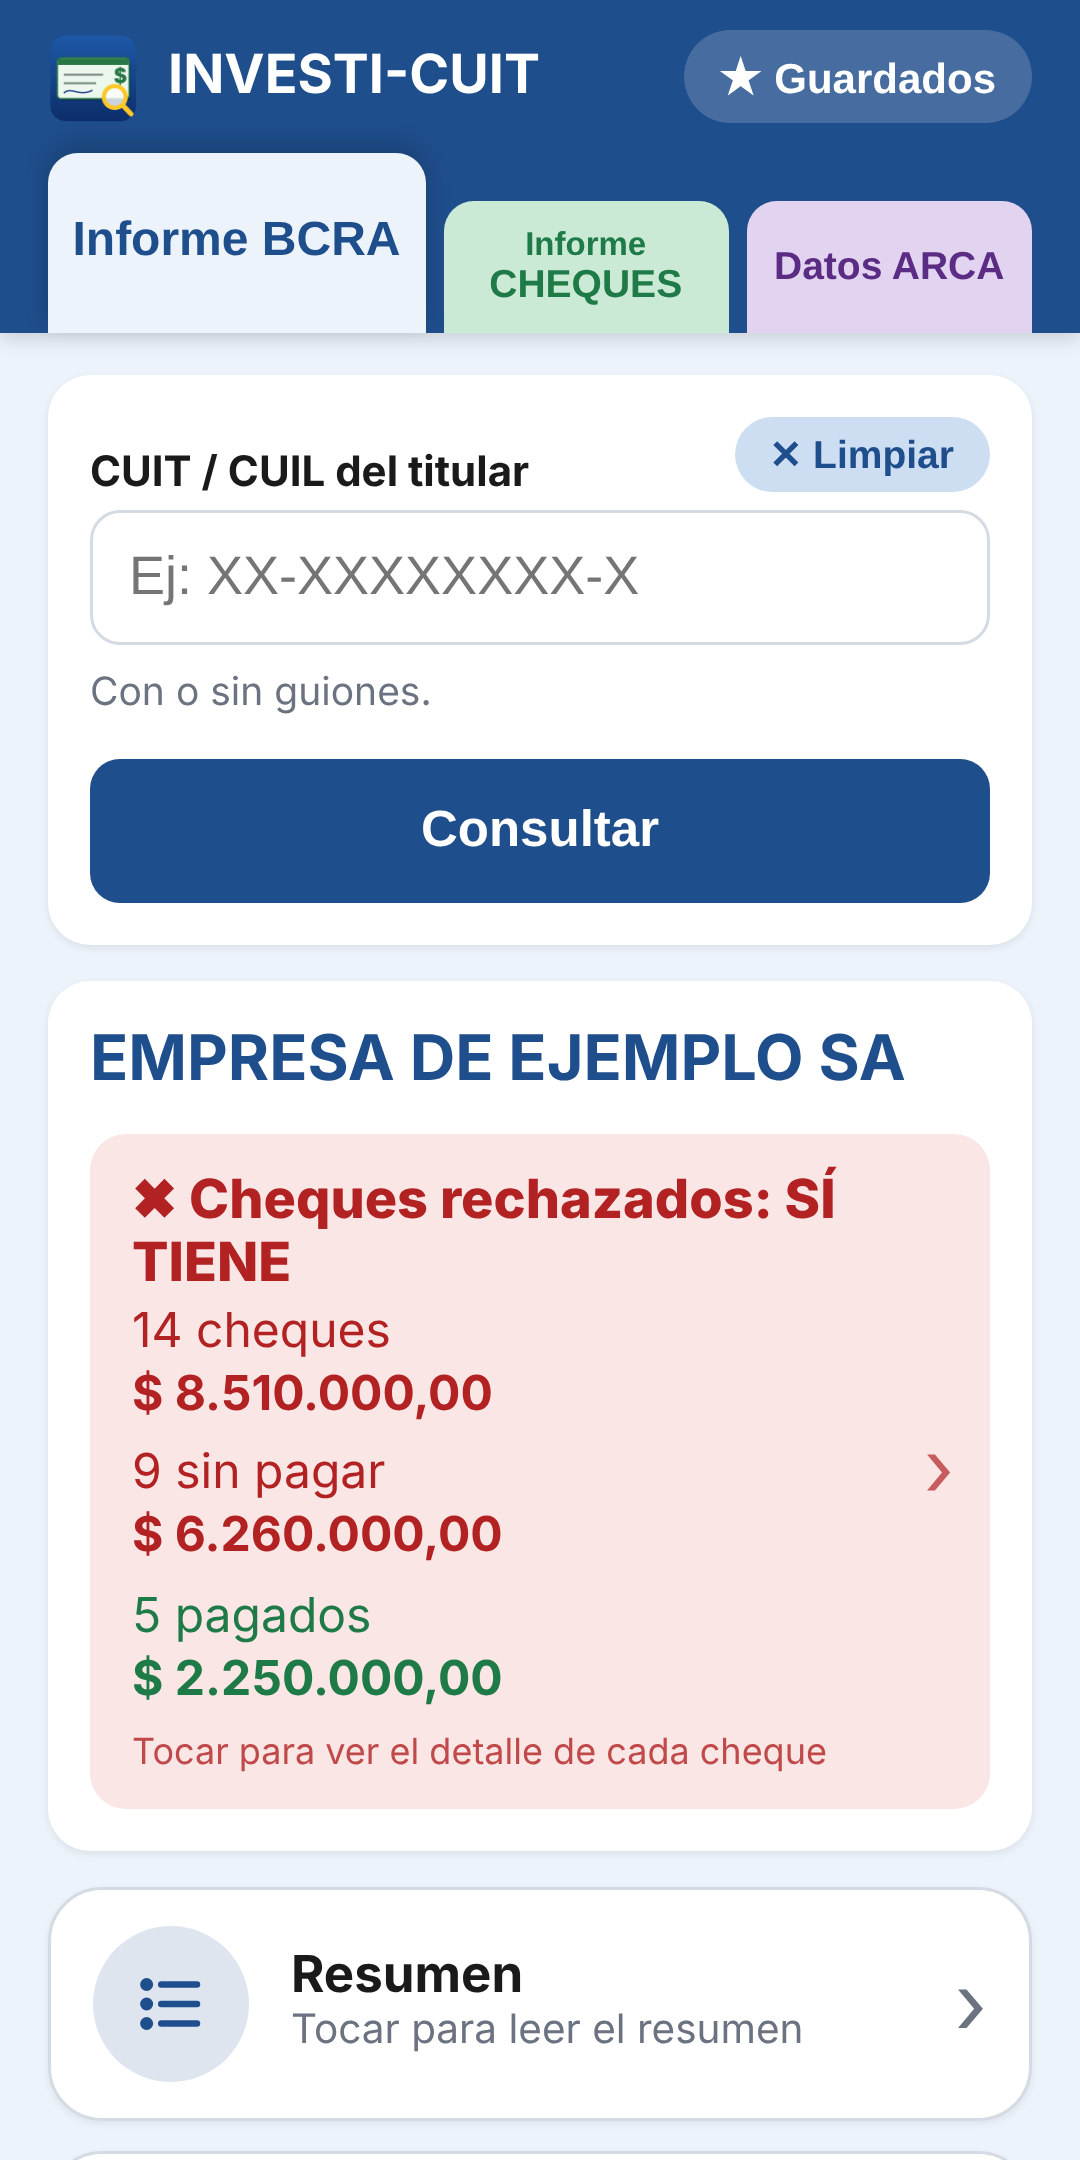 INVESTI-CUIT
★ Guardados
Informe BCRA
Informe
CHEQUES
Datos ARCA
CUIT / CUIL del titular
✕ Limpiar
Ej: XX-XXXXXXXX-X
Con o sin guiones.
Consultar
EMPRESA DE EJEMPLO SA
✖ Cheques rechazados: SÍ
TIENE
14 cheques
$ 8.510.000,00
9 sin pagar
$ 6.260.000,00
5 pagados
$ 2.250.000,00
Tocar para ver el detalle de cada cheque
Resumen
Tocar para leer el resumen